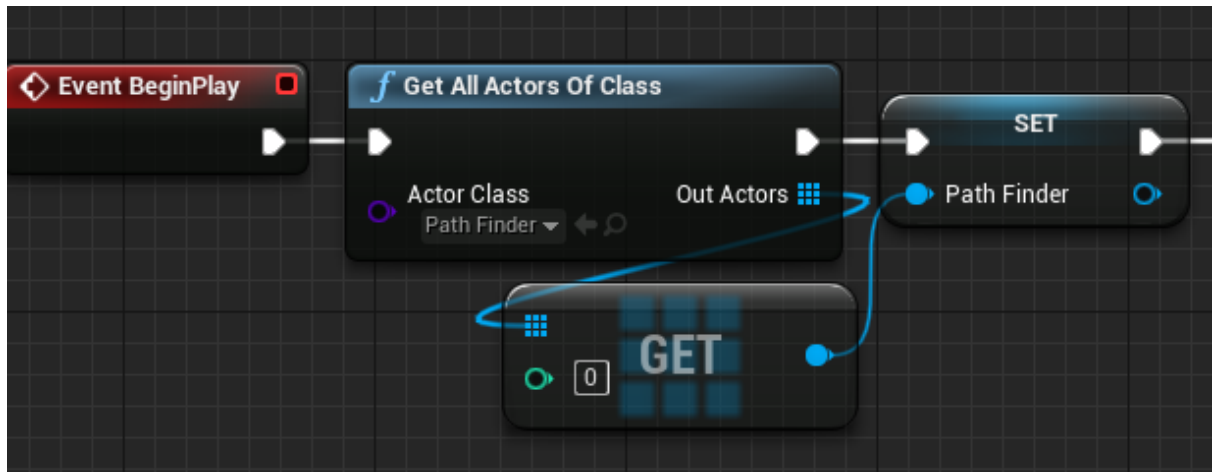 Event BeginPlay
f Get All Actors Of Class
SET
Actor Class
Out Actors
Path Finder
Path Finder
GET
0